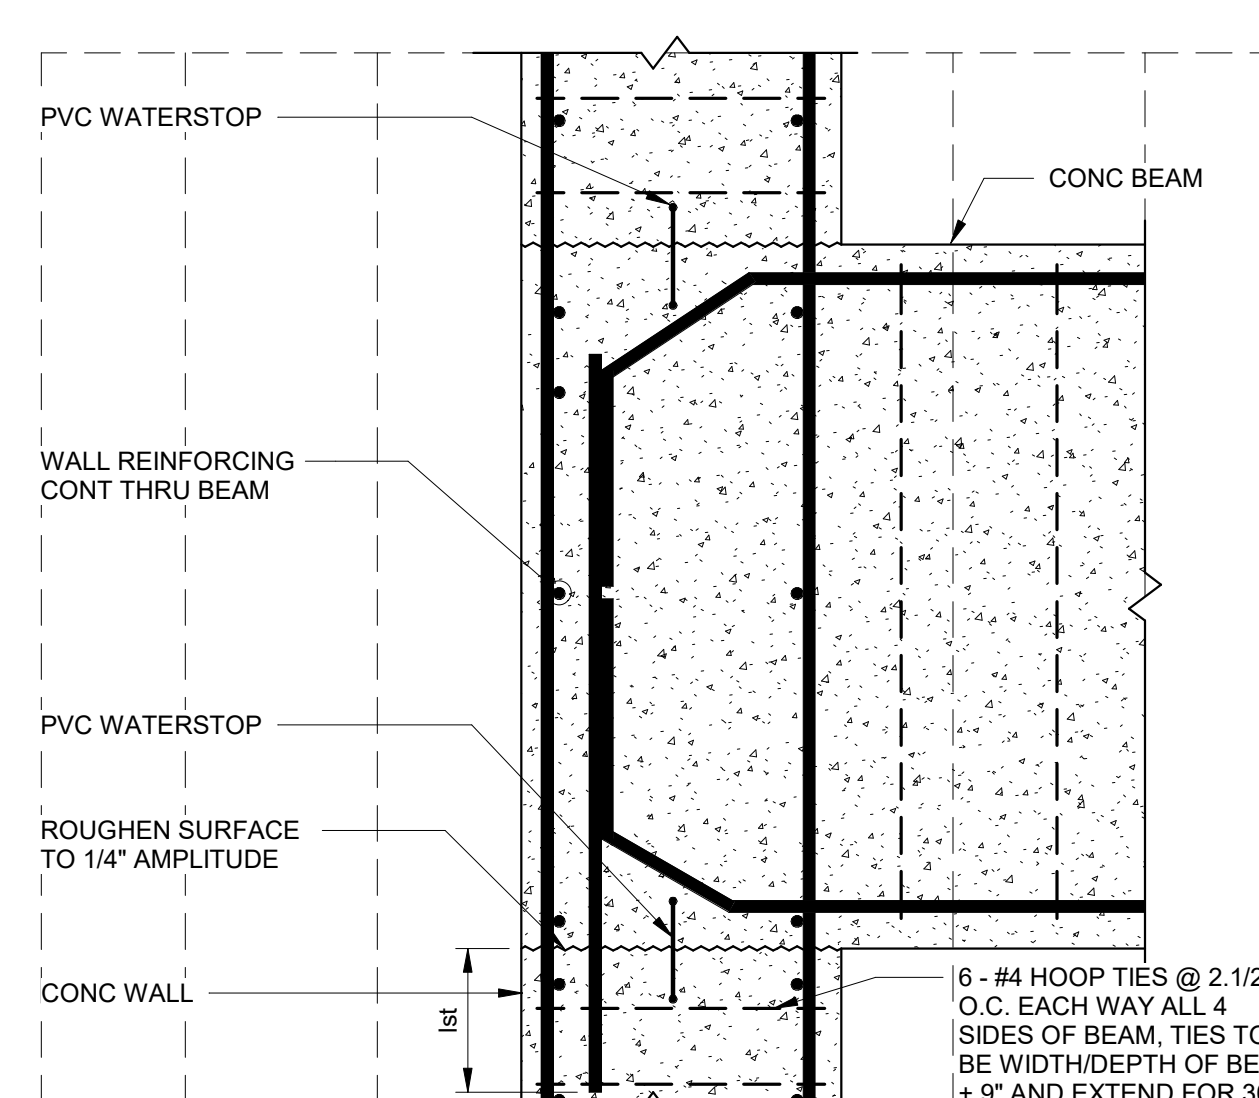 PVC WATERSTOP
CONC BEAM
WALL REINFORCING
CONT THRU BEAM
PVC WATERSTOP
ROUGHEN SURFACE
TO 1/4" AMPLITUDE
CONC WALL
lst
6 - #4 HOOP TIES @ 2.1/2
O.C. EACH WAY ALL 4
SIDES OF BEAM, TIES TO
BE WIDTH/DEPTH OF BE
+ 9" AND EXTEND FOR